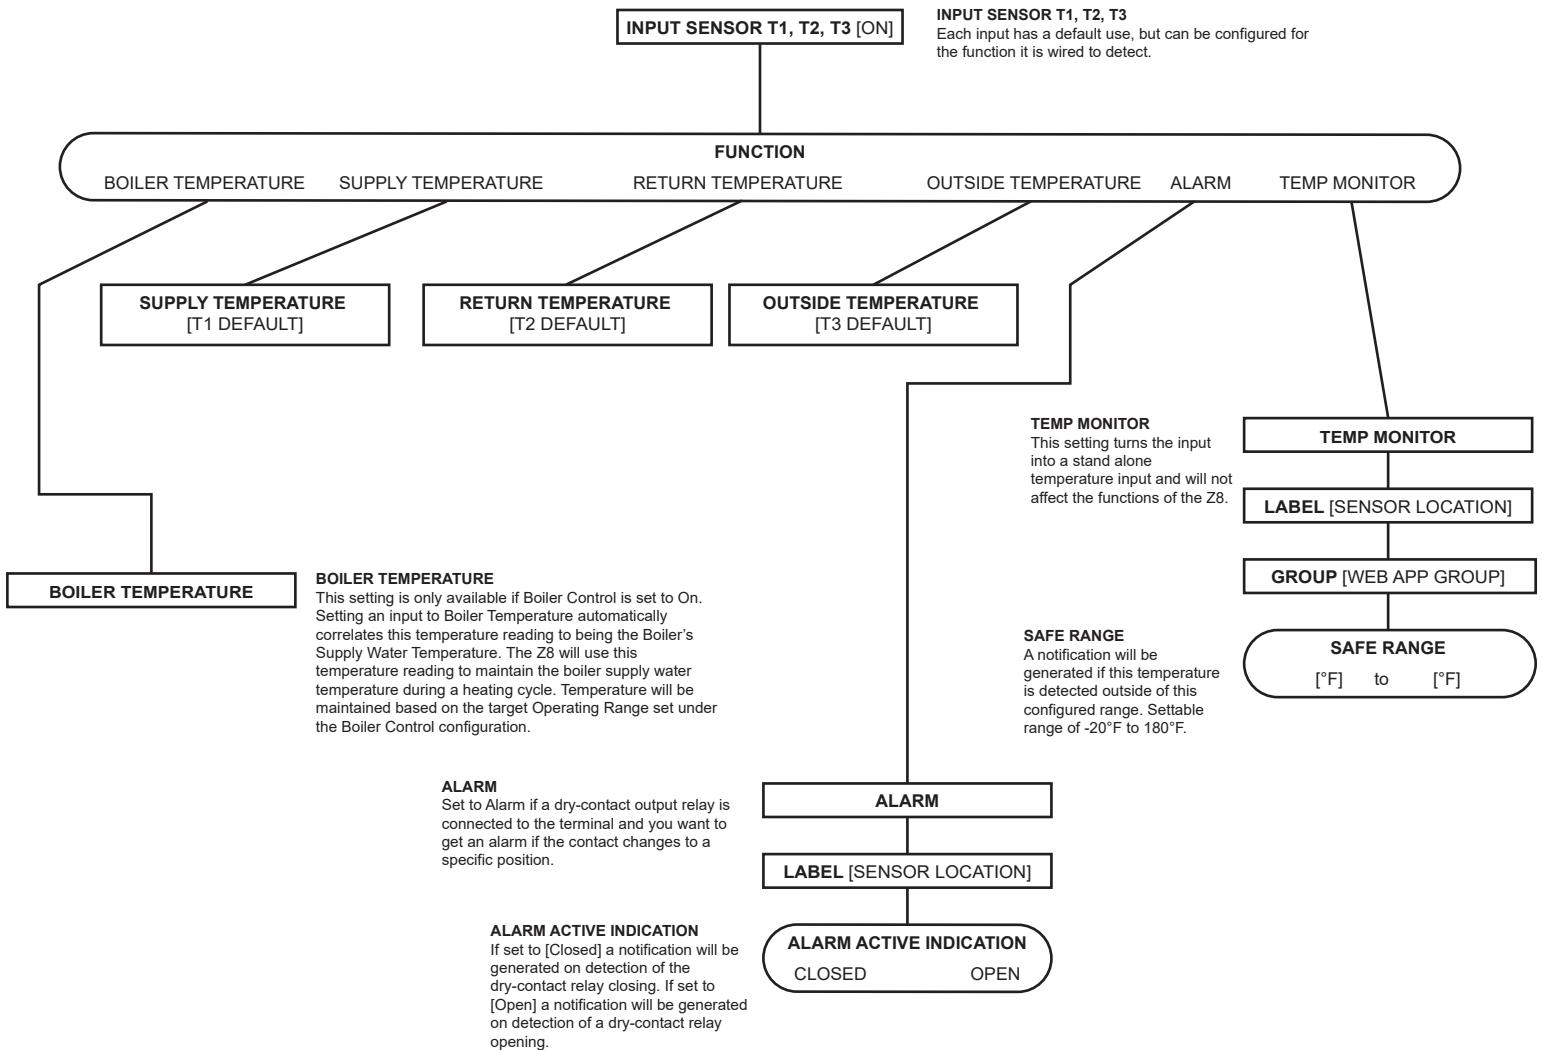 INPUT SENSOR T1, T2, T3 [ON]
INPUT SENSOR T1, T2, T3
Each input has a default use, but can be configured for
the function it is wired to detect.
FUNCTION
BOILER TEMPERATURE SUPPLY TEMPERATURE RETURN TEMPERATURE OUTSIDE TEMPERATURE ALARM TEMP MONITOR
SUPPLY TEMPERATURE
[T1 DEFAULT]
RETURN TEMPERATURE
[T2 DEFAULT]
OUTSIDE TEMPERATURE
[T3 DEFAULT]
TEMP MONITOR
This setting turns the input
into a stand alone
temperature input and will not
affect the functions of the Z8.
TEMP MONITOR
LABEL [SENSOR LOCATION]
GROUP [WEB APP GROUP]
BOILER TEMPERATURE
BOILER TEMPERATURE
This setting is only available if Boiler Control is set to On.
Setting an input to Boiler Temperature automatically
correlates this temperature reading to being the Boiler’s
Supply Water Temperature. The Z8 will use this
temperature reading to maintain the boiler supply water
temperature during a heating cycle. Temperature will be
maintained based on the target Operating Range set under
the Boiler Control configuration.
SAFE RANGE
A notification will be
generated if this temperature
is detected outside of this
configured range. Settable
range of -20°F to 180°F.
SAFE RANGE
[°F] to [°F]
ALARM
Set to Alarm if a dry-contact output relay is
connected to the terminal and you want to
get an alarm if the contact changes to a
specific position.
ALARM
LABEL [SENSOR LOCATION]
ALARM ACTIVE INDICATION
If set to [Closed] a notification will be
generated on detection of the
dry-contact relay closing. If set to
[Open] a notification will be generated
on detection of a dry-contact relay
opening.
ALARM ACTIVE INDICATION
CLOSED OPEN